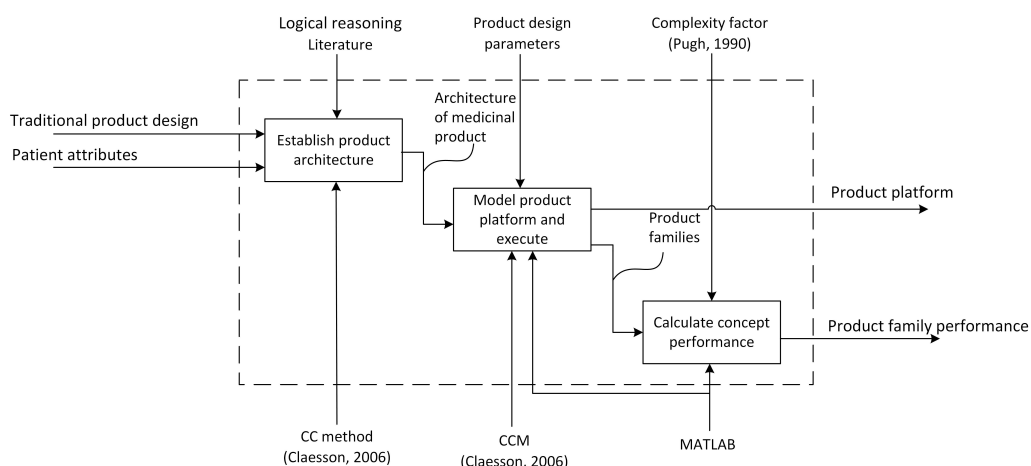 Logical reasoning
Literature
Product design
parameters
Complexity factor
(Pugh, 1990)
Traditional product design
Patient attributes
Establish product
architecture
Architecture
of medicinal
product
Model product
platform and
execute
Product platform
Product
families
Calculate concept
performance
Product family performance
CC method
(Claesson, 2006)
CCM
(Claesson, 2006)
MATLAB